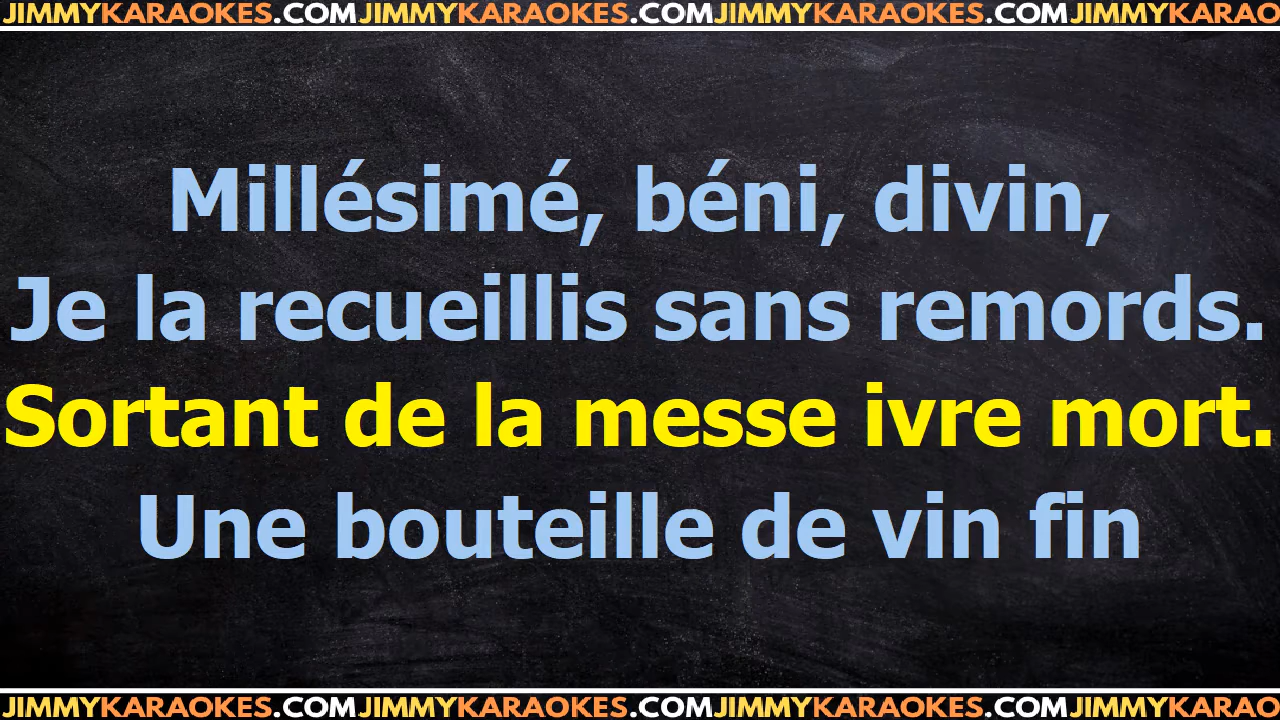 JIMMYKARAOKES.COMJIMMYKARAOKES.COMJIMMYKARAOKES.COMJIMMYKARAO
Millésimé, béni, divin,
Je la recueillis sans remords.
Sortant de la messe ivre mort.
Une bouteille de vin fin
JIMMYKARAOKES.COMJIMMYKARAOKES.COMJIMMYKARAOKES.COMJIMMYKARAO